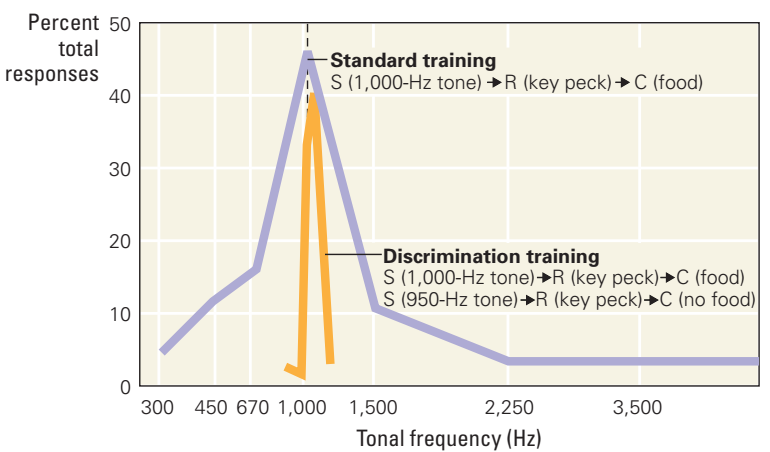 Percent
total
responses
50
40
30
20
10
0
Standard training
S (1,000-Hz tone)➔R (key peck)➔C (food)
Discrimination training
S (1,000-Hz tone)➔R (key peck)➔C (food)
S (950-Hz tone)➔R (key peck)➔C (no food)
300 450 670 1,000 1,500 2,250 3,500
Tonal frequency (Hz)